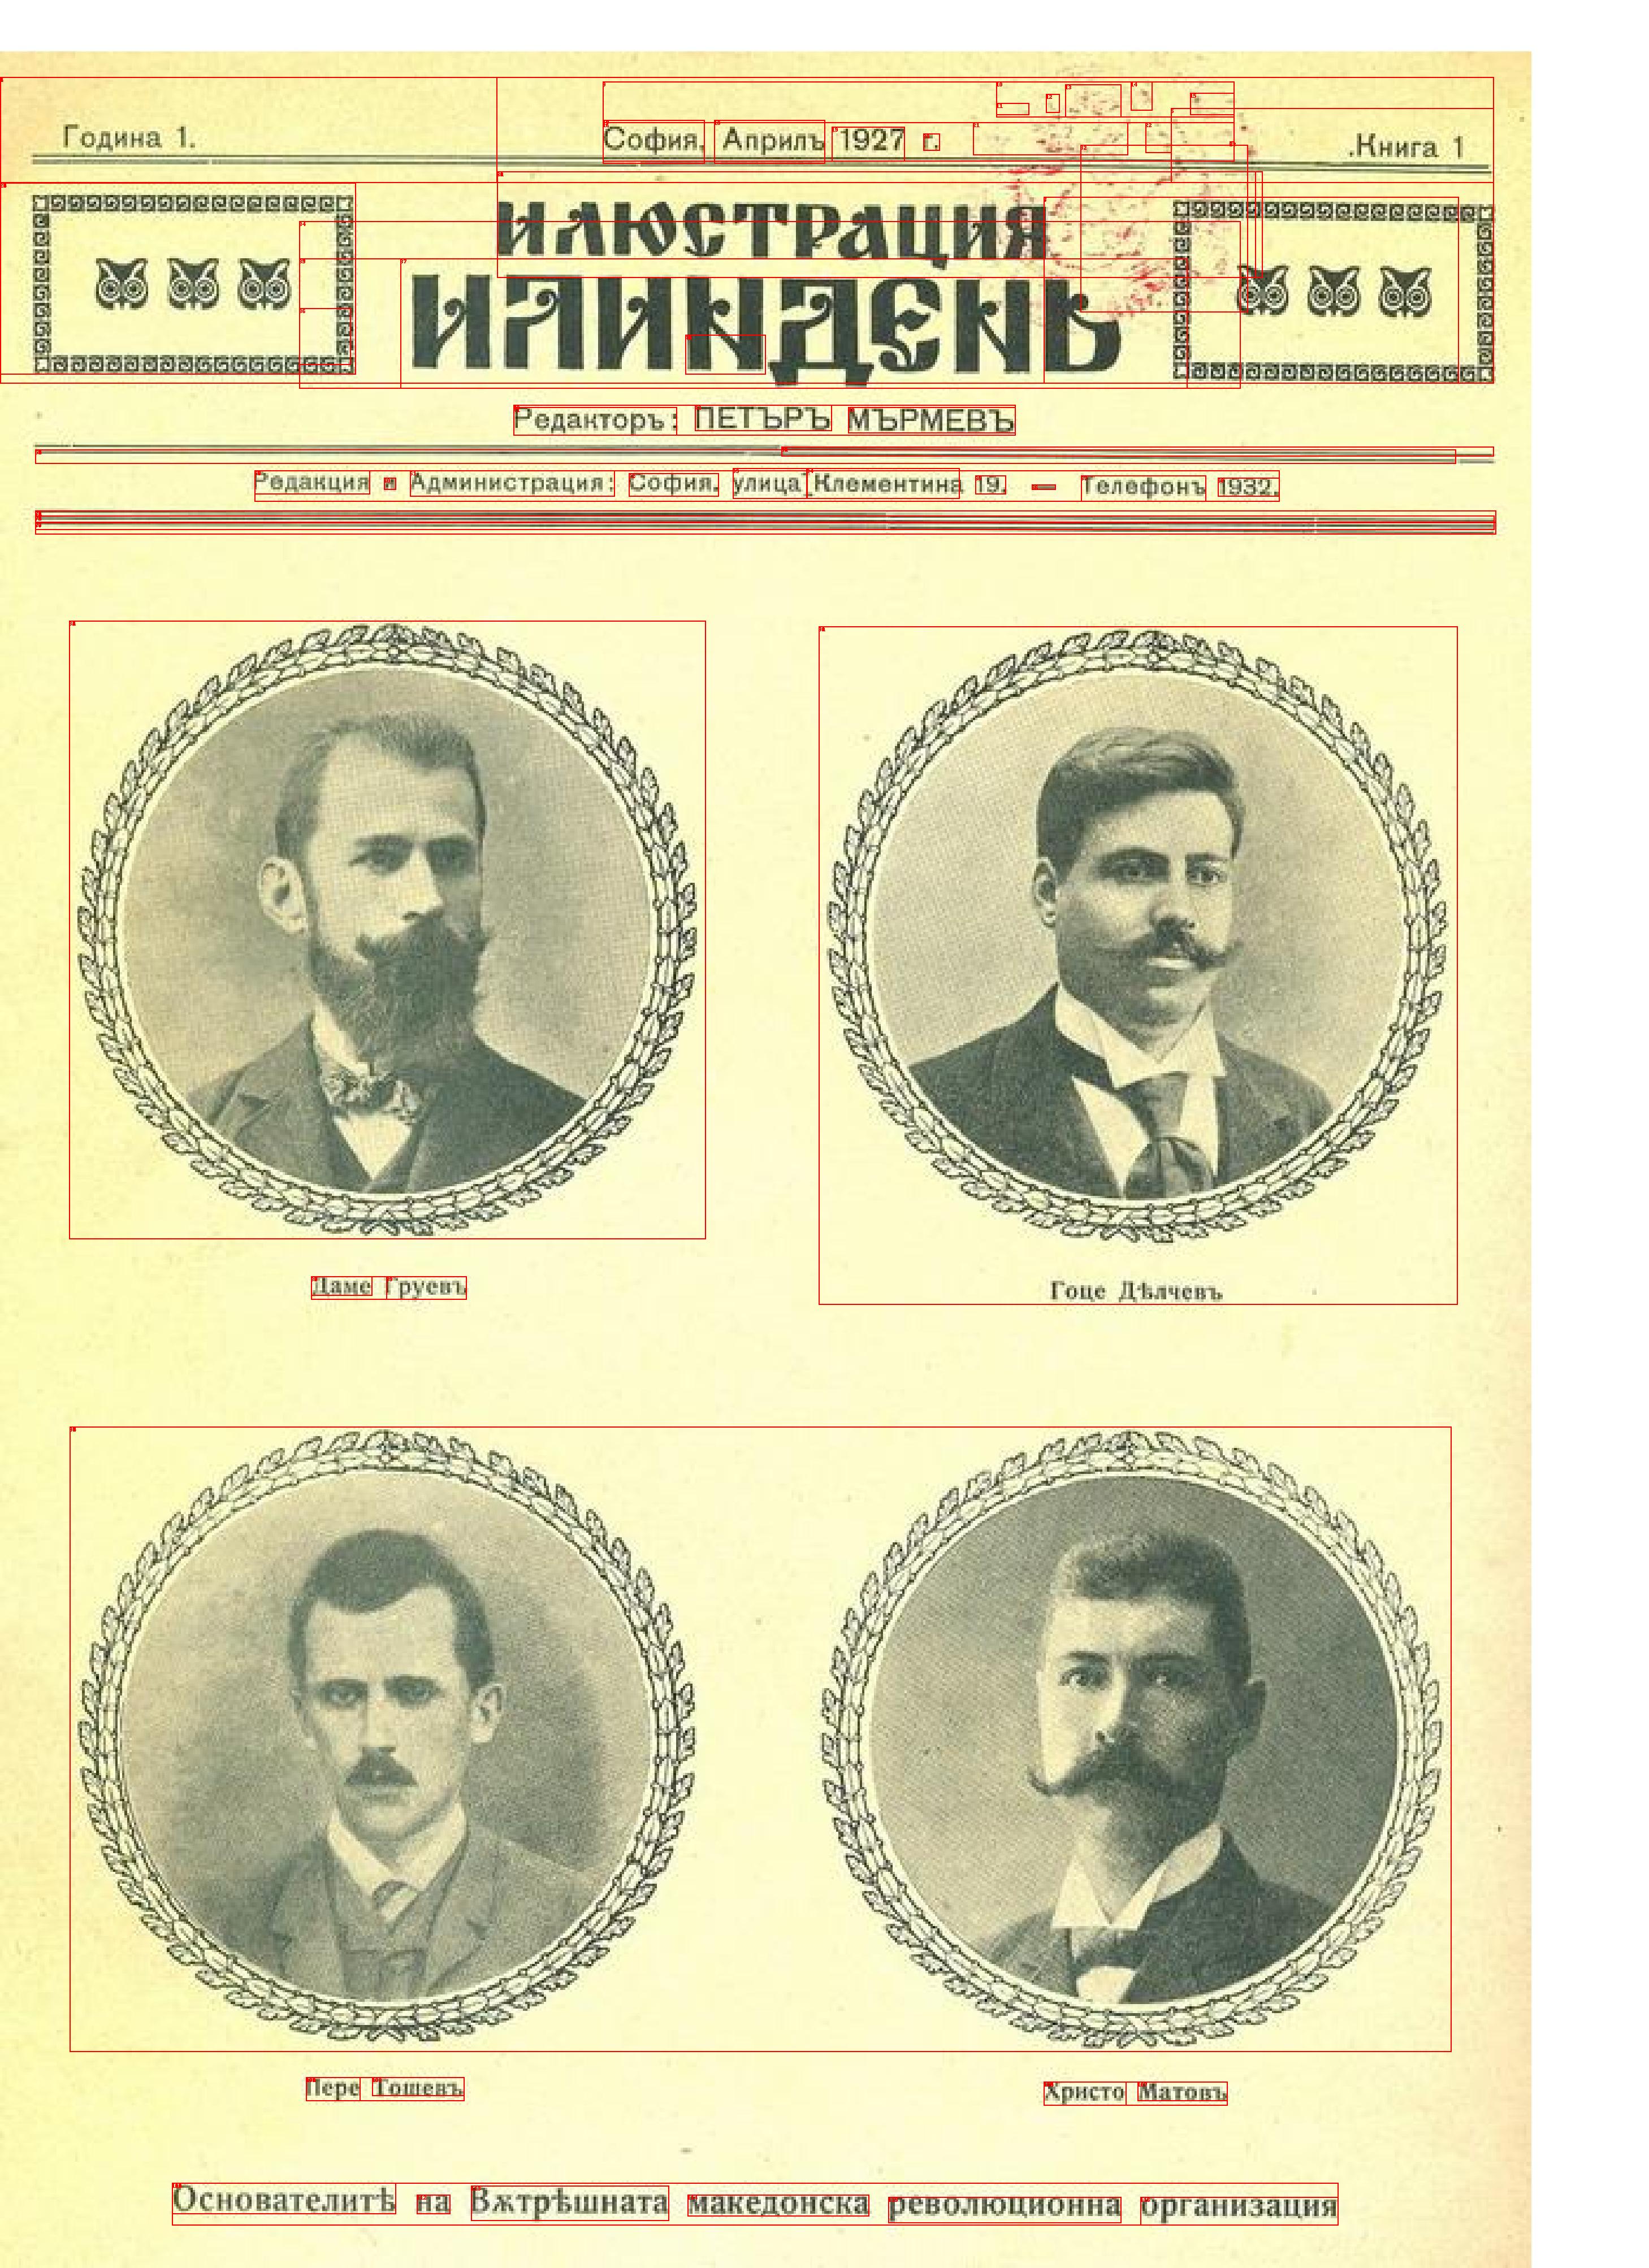 Година 1.
София, Априлъ 1927 г.
Книга 1
ИЛЮСТРАЦИЯ
ИЛИНДЕНЬ
Редакторъ: ПЕТЪРЪ МЪРМЕВЪ
Редакция и Администрация: София, улица Клементина 19. — Телефонъ 1932.
Даме Груевъ
Гоце Дѣлчевъ
Пере Тошевъ
Христо Матовъ
Основателитѣ на Вѫтрѣшната македонска революционна организация